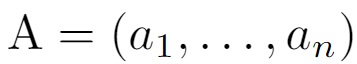 A = (a₁, . . . , aₙ)